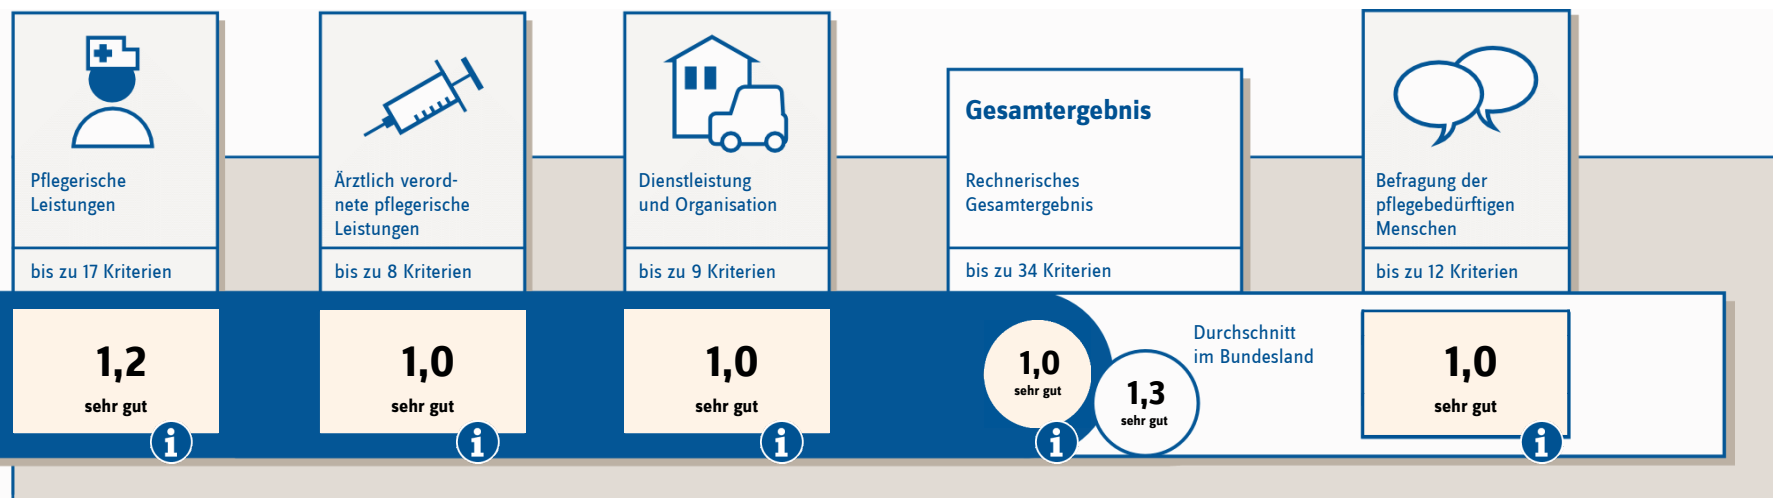 Pflegerische
Leistungen
bis zu 17 Kriterien
1,2
sehr gut
i
Ärztlich verord-
nete pflegerische
Leistungen
bis zu 8 Kriterien
1,0
sehr gut
i
Dienstleistung
und Organisation
bis zu 9 Kriterien
1,0
sehr gut
i
Gesamtergebnis
Rechnerisches
Gesamtergebnis
bis zu 34 Kriterien
1,0
sehr gut
i
1,3
sehr gut
Durchschnitt
im Bundesland
Befragung der
pflegebedürftigen
Menschen
bis zu 12 Kriterien
1,0
sehr gut
i